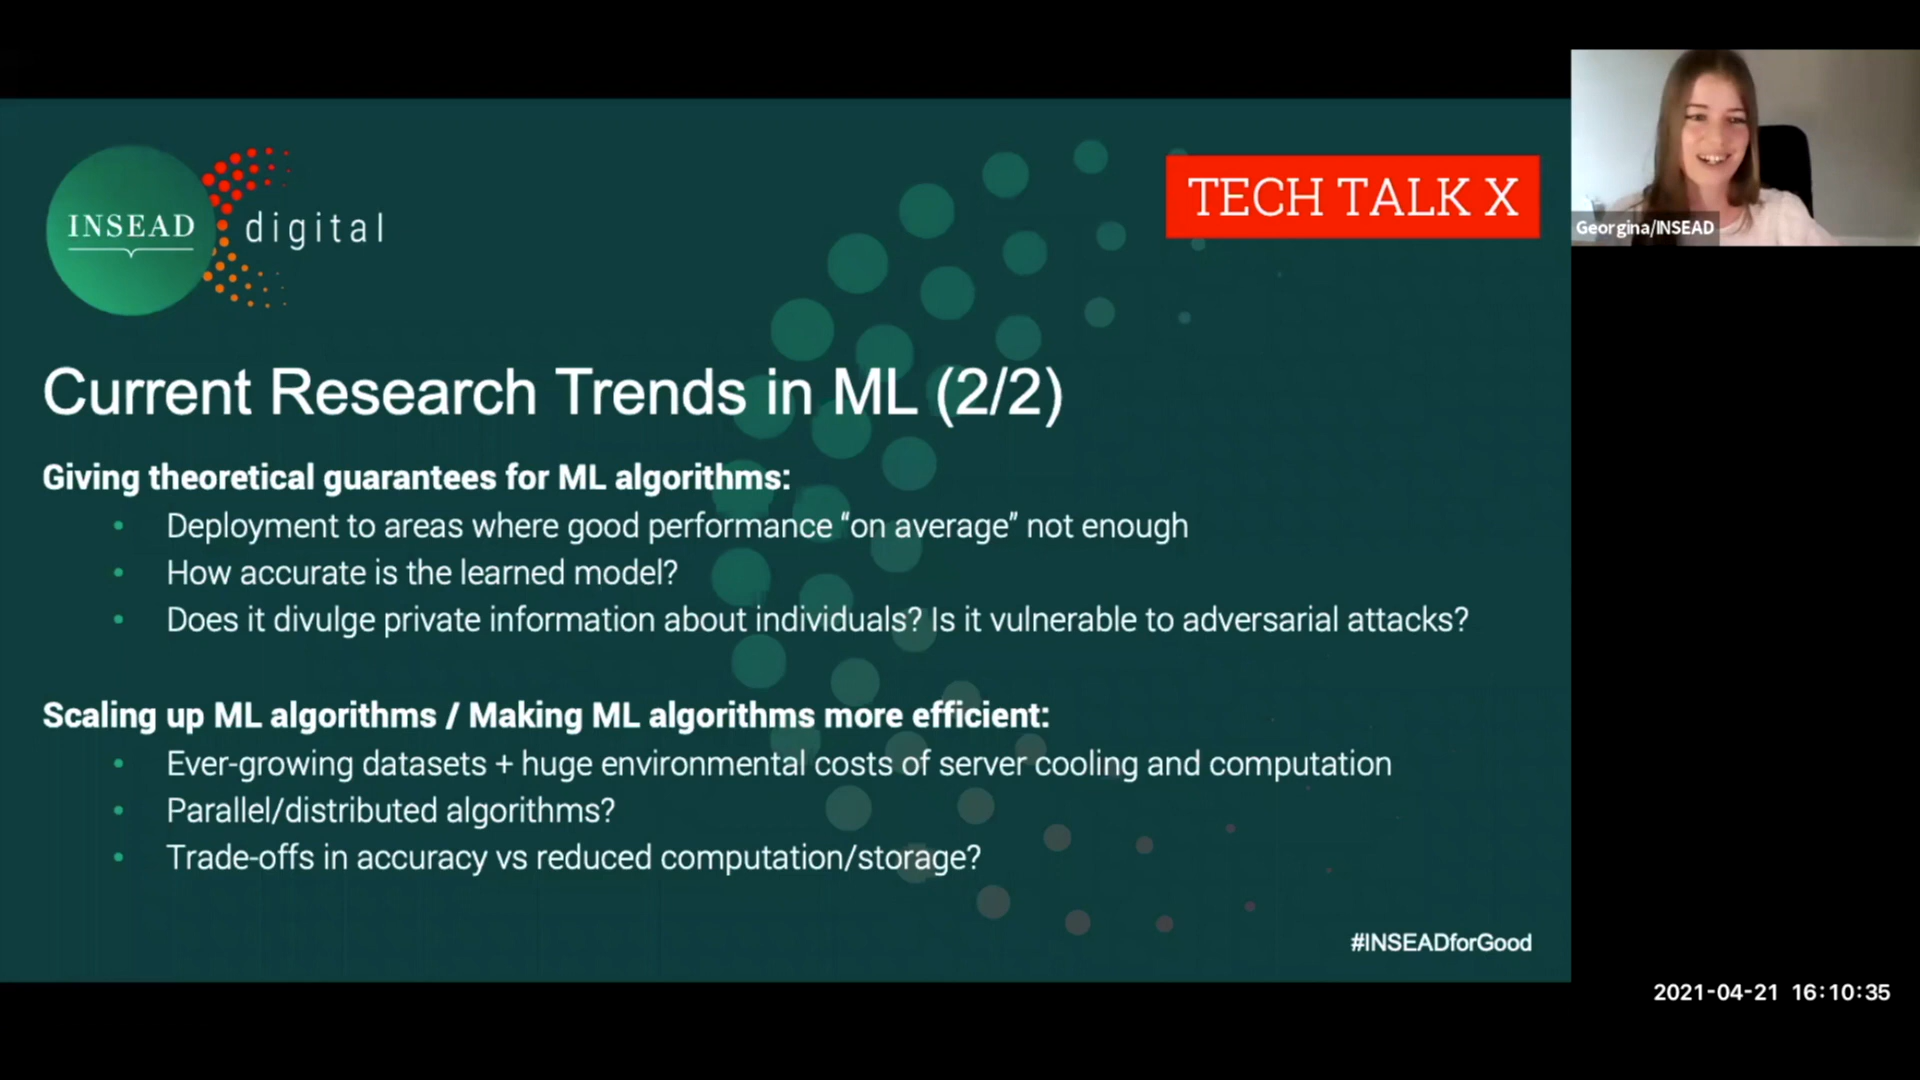 INSEAD
digital
TECH TALK X
Georgina/INSEAD
Current Research Trends in ML (2/2)
Giving theoretical guarantees for ML algorithms:
• Deployment to areas where good performance “on average” not enough
• How accurate is the learned model?
• Does it divulge private information about individuals? Is it vulnerable to adversarial attacks?
Scaling up ML algorithms / Making ML algorithms more efficient:
• Ever-growing datasets + huge environmental costs of server cooling and computation
• Parallel/distributed algorithms?
• Trade-offs in accuracy vs reduced computation/storage?
#INSEADforGood
2021-04-21 16:10:35